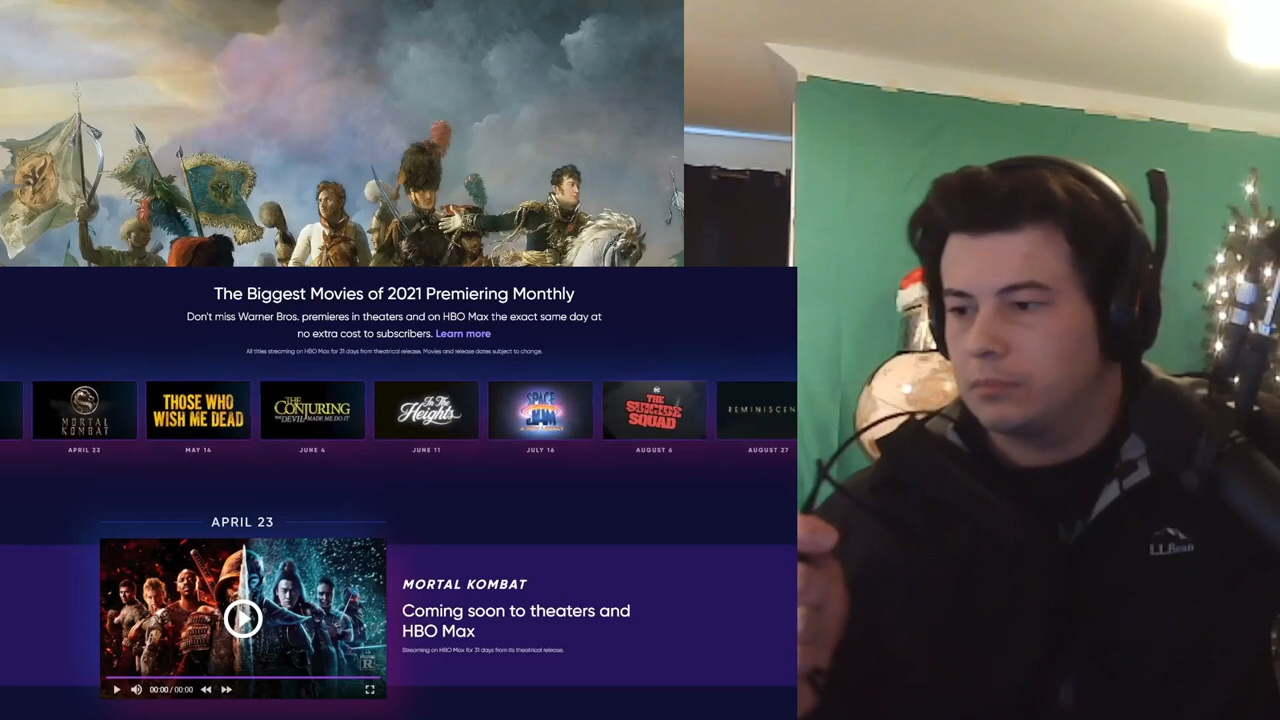 The Biggest Movies of 2021 Premiering Monthly
Don't miss Warner Bros. premieres in theaters and on HBO Max the exact same day at
no extra cost to subscribers. Learn more
All titles streaming on HBO Max for 31 days from theatrical release. Movies and release dates subject to change.
MORTAL
KOMBAT
THOSE WHO
WISH ME DEAD
THE
CONJURING
THE DEVIL MADE ME DO IT
In The
Heights
SPACE
JAM
DC
THE
SUICIDE
SQUAD
REMINISCEN
APRIL 23
MAY 14
JUNE 4
JUNE 11
JULY 16
AUGUST 6
AUGUST 27
APRIL 23
MORTAL KOMBAT
Coming soon to theaters and
HBO Max
Streaming on HBO Max for 31 days from its theatrical release.
R
00:00 / 00:00
L.L.Bean